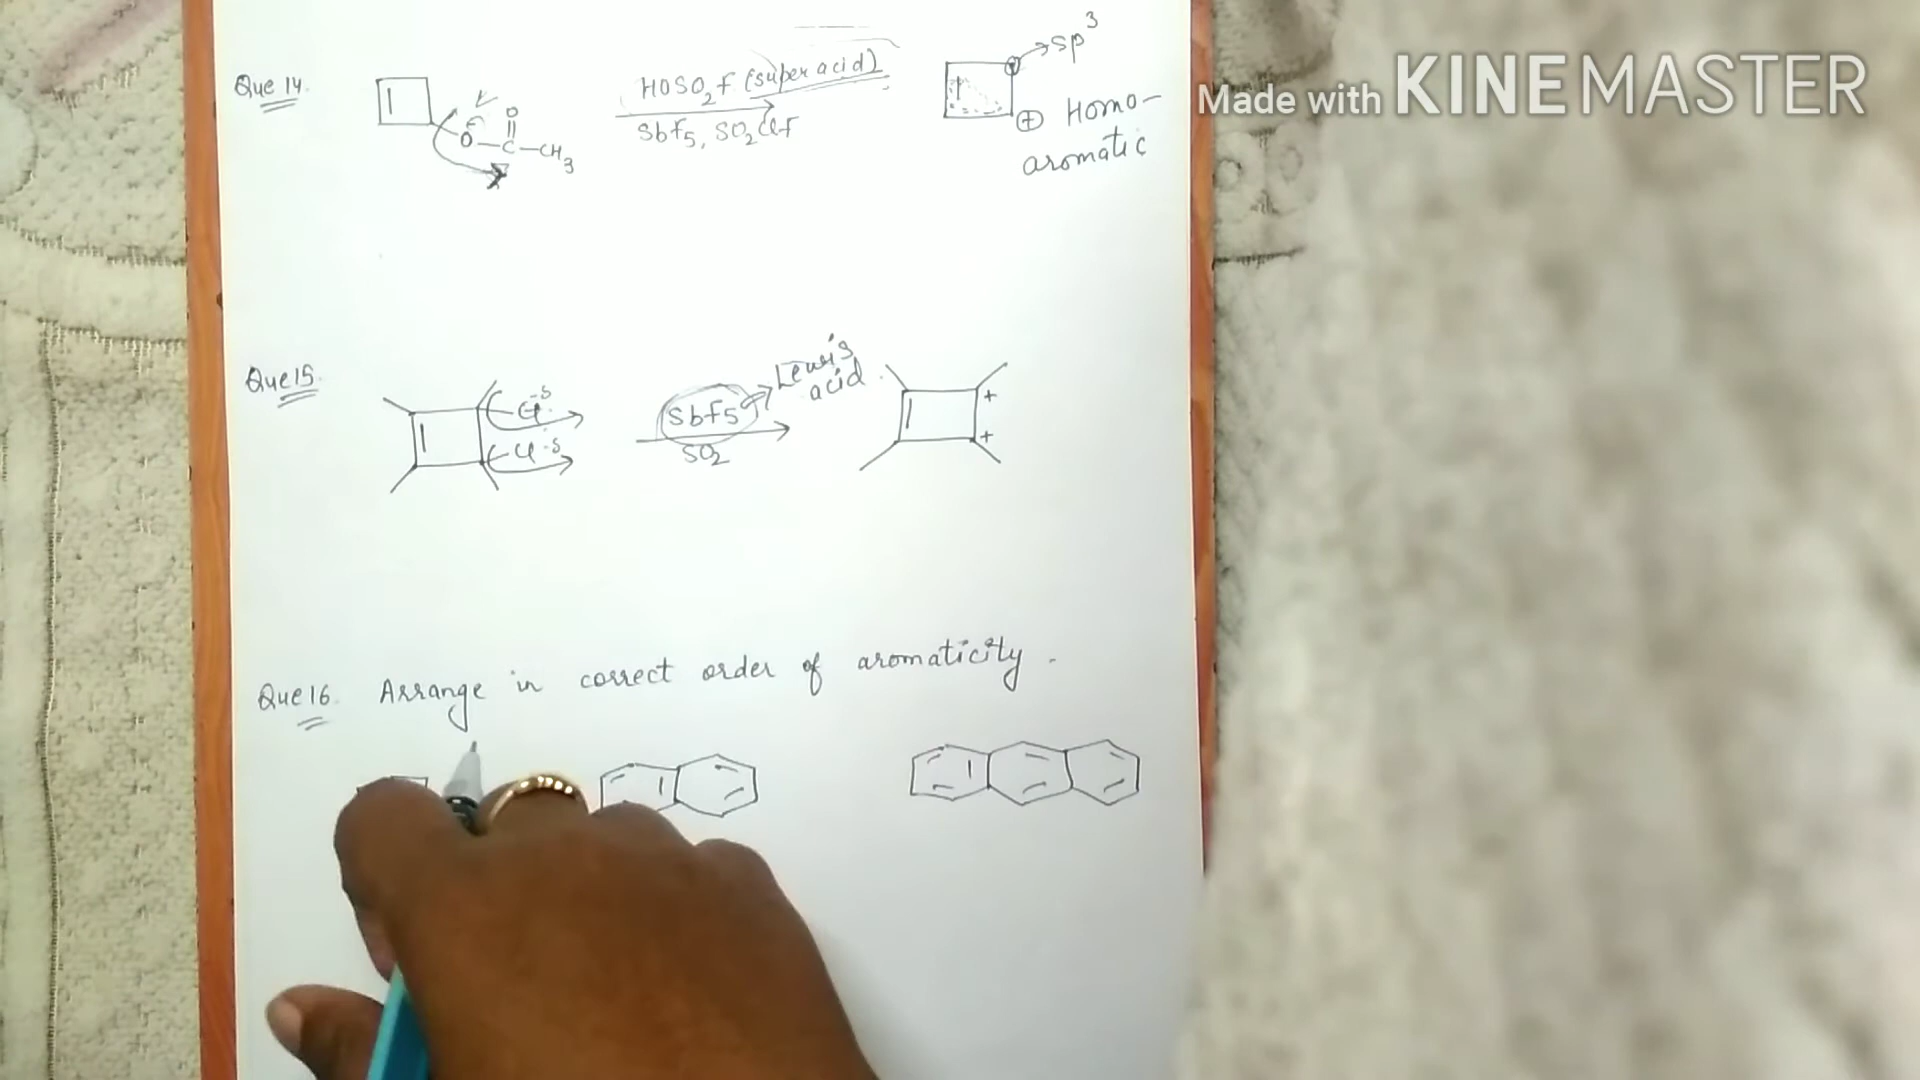 Made with KINEMASTER
Que 14.
O
O—C—CH3
HOSO2F (super acid)
SbF5, SO2ClF
sp3
+ Homo-
aromatic
Que 15.
Cl
Cl
SbF5
SO2
Lewis
acid
+
+
Que 16. Arrange in correct order of aromaticity.